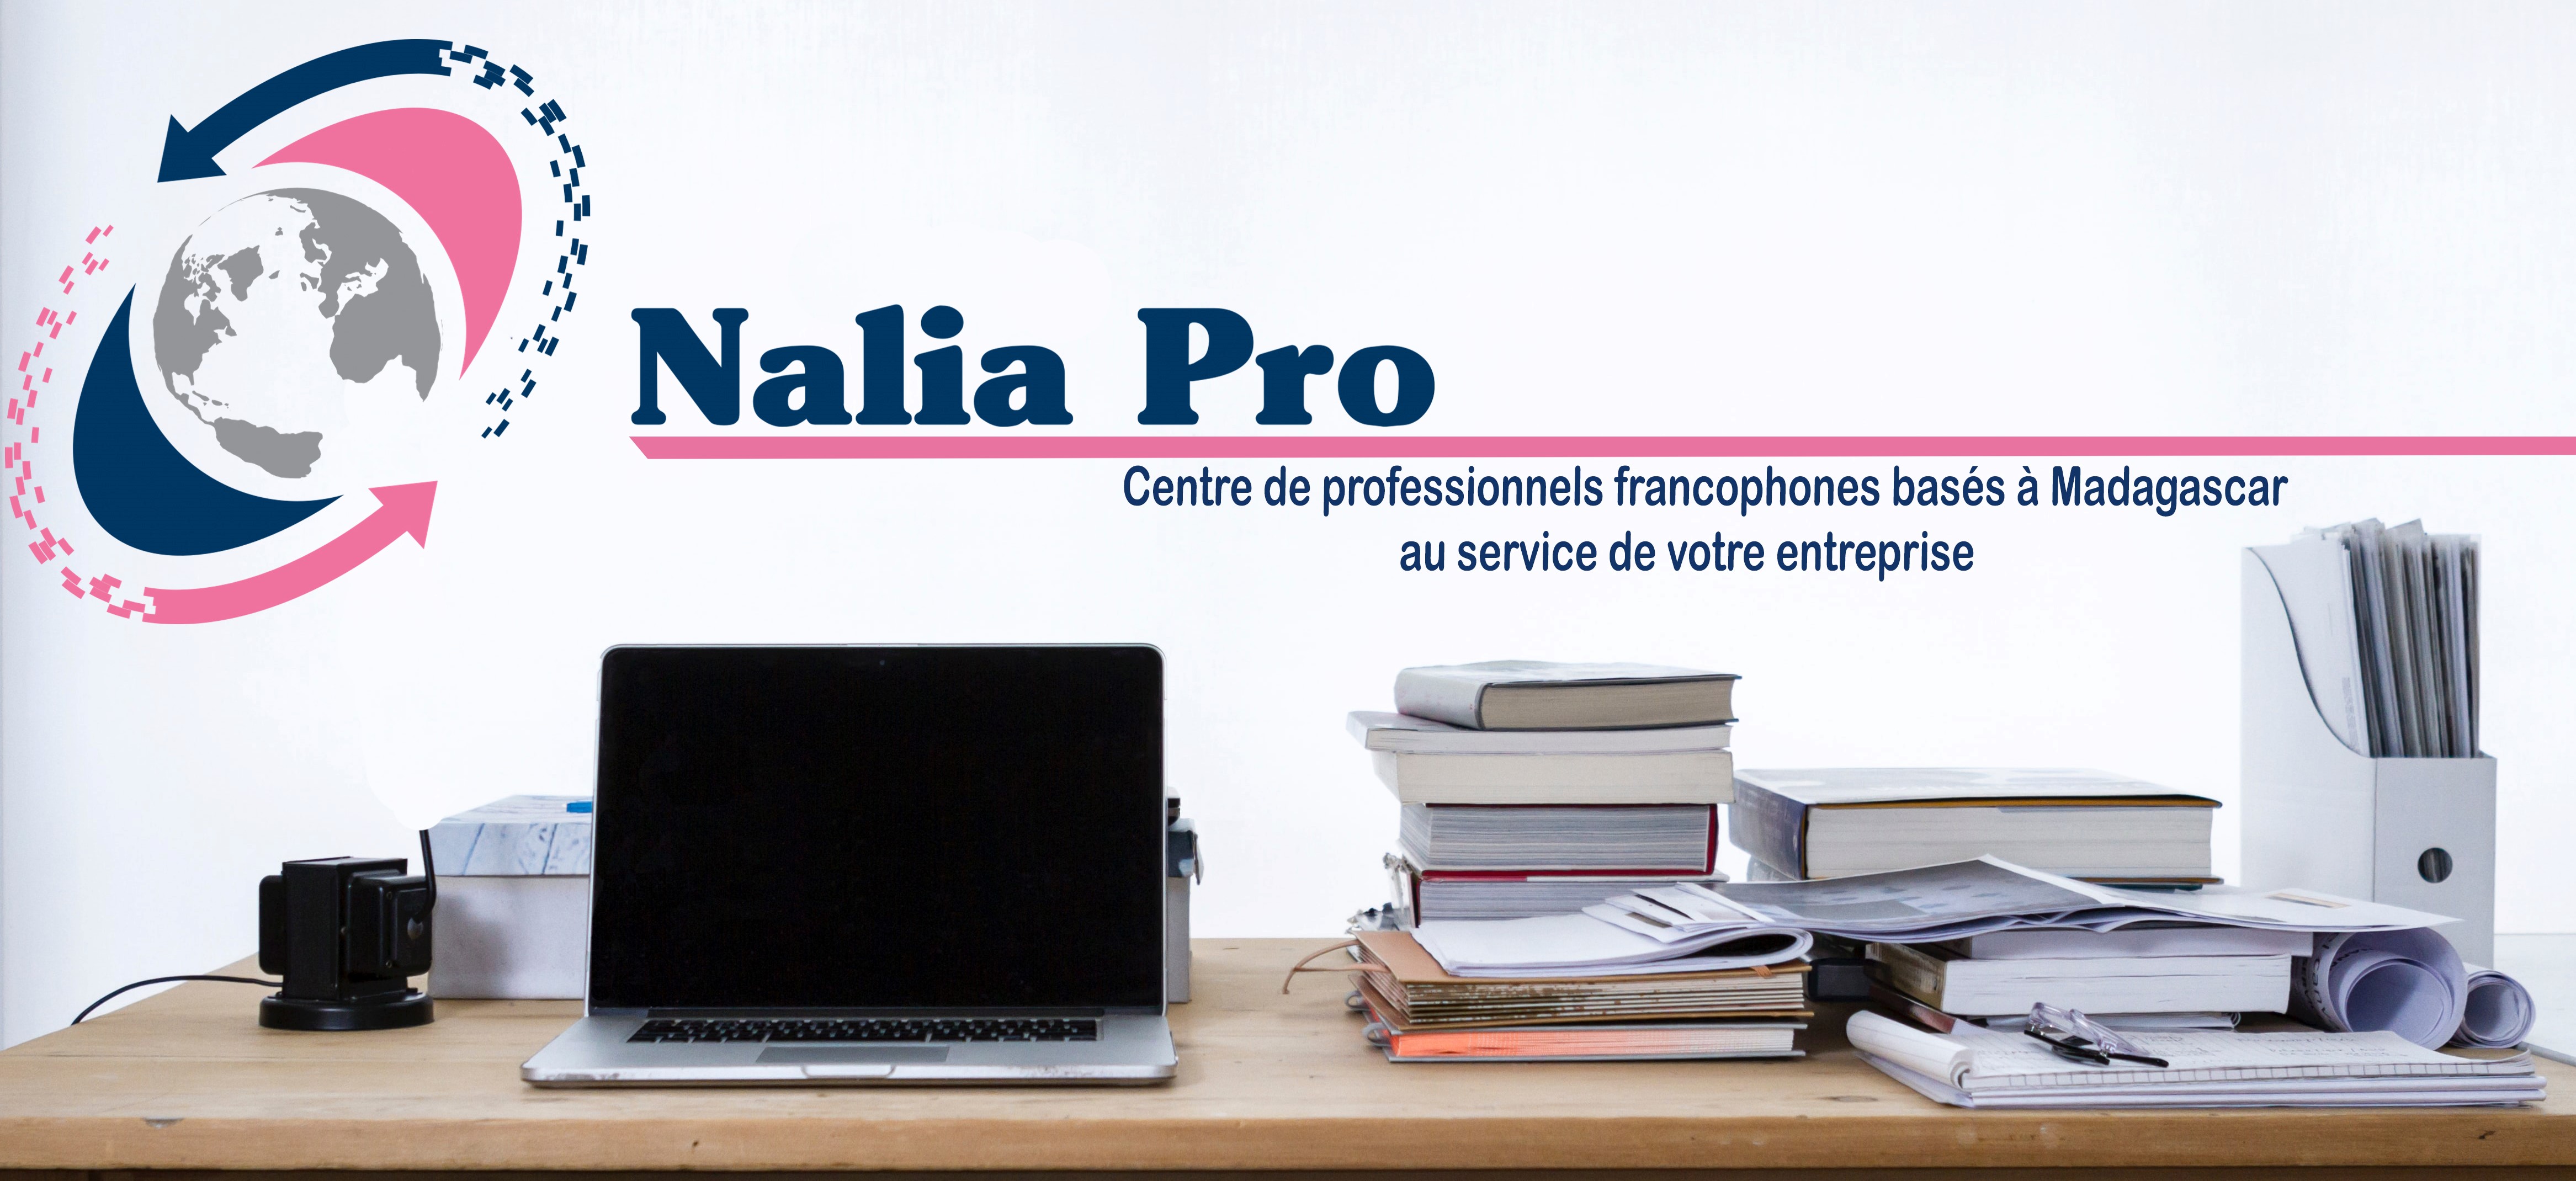 Nalia Pro
Centre de professionnels francophones basés à Madagascar
au service de votre entreprise